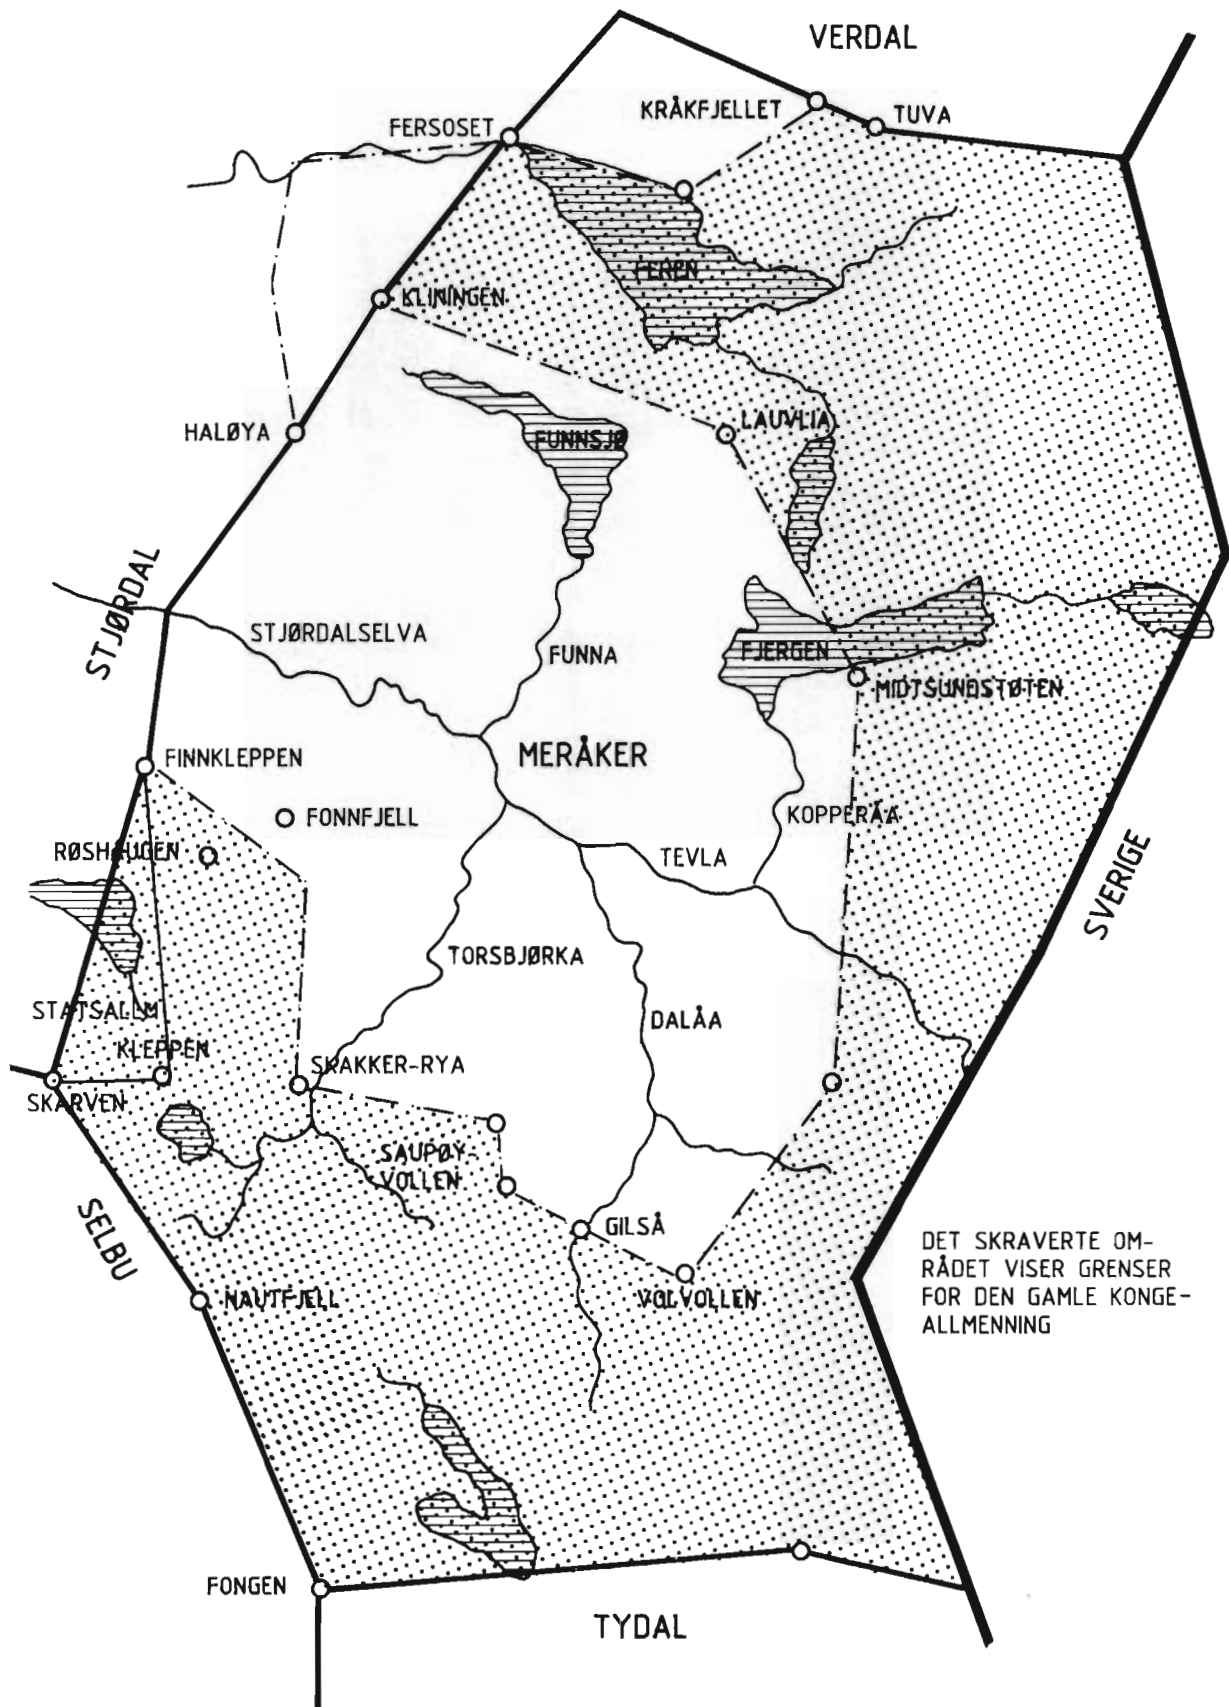 VERDAL
KRÅKFJELLET
TUVA
FERSOSET
FEREN
KLINIGEN
LAUVLIA
HALØYA
FUNNSJØ
STJØRDAL
STJØRDALSELVA
FUNNA
FJERGEN
MIDTSUNDSTØTEN
MERÅKER
FINNKLEPPEN
FONNFJELL
KOPPERÅA
RØSHAUGEN
TEVLA
SVERIGE
TORSBJØRKA
STATSALLM
DALÅA
KLEPPEN
SKAKKER-RYA
SKARVEN
SAUPØY-
VOLLEN
SELBU
GILSÅ
DET SKRAVERTE OM-
RÅDET VISER GRENSER
FOR DEN GAMLE KONGE-
ALLMENNING
NAUTFJELL
VOLVOLLEN
FONGEN
TYDAL